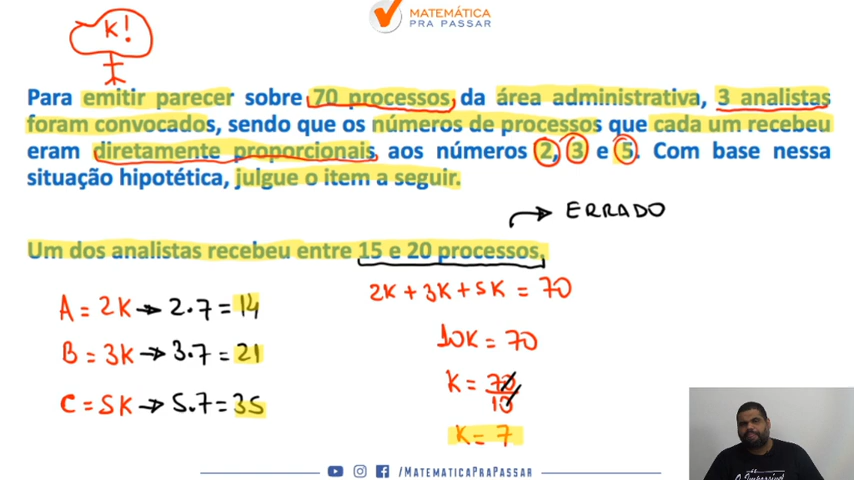 MATEMÁTICA
PRA PASSAR
K!
Para emitir parecer sobre 70 processos, da área administrativa, 3 analistas
foram convocados, sendo que os números de processos que cada um recebeu
eram diretamente proporcionais aos números 2, 3 e 5. Com base nessa
situação hipotética, julgue o item a seguir.
ERRADO
Um dos analistas recebeu entre 15 e 20 processos.
2K + 3K + 5K = 70
A = 2K → 2.7 = 14
10K = 70
B = 3K → 3.7 = 21
K = 70/10
C = 5K → 5.7 = 35
K = 7
/MATEMATICAPRAPASSAR